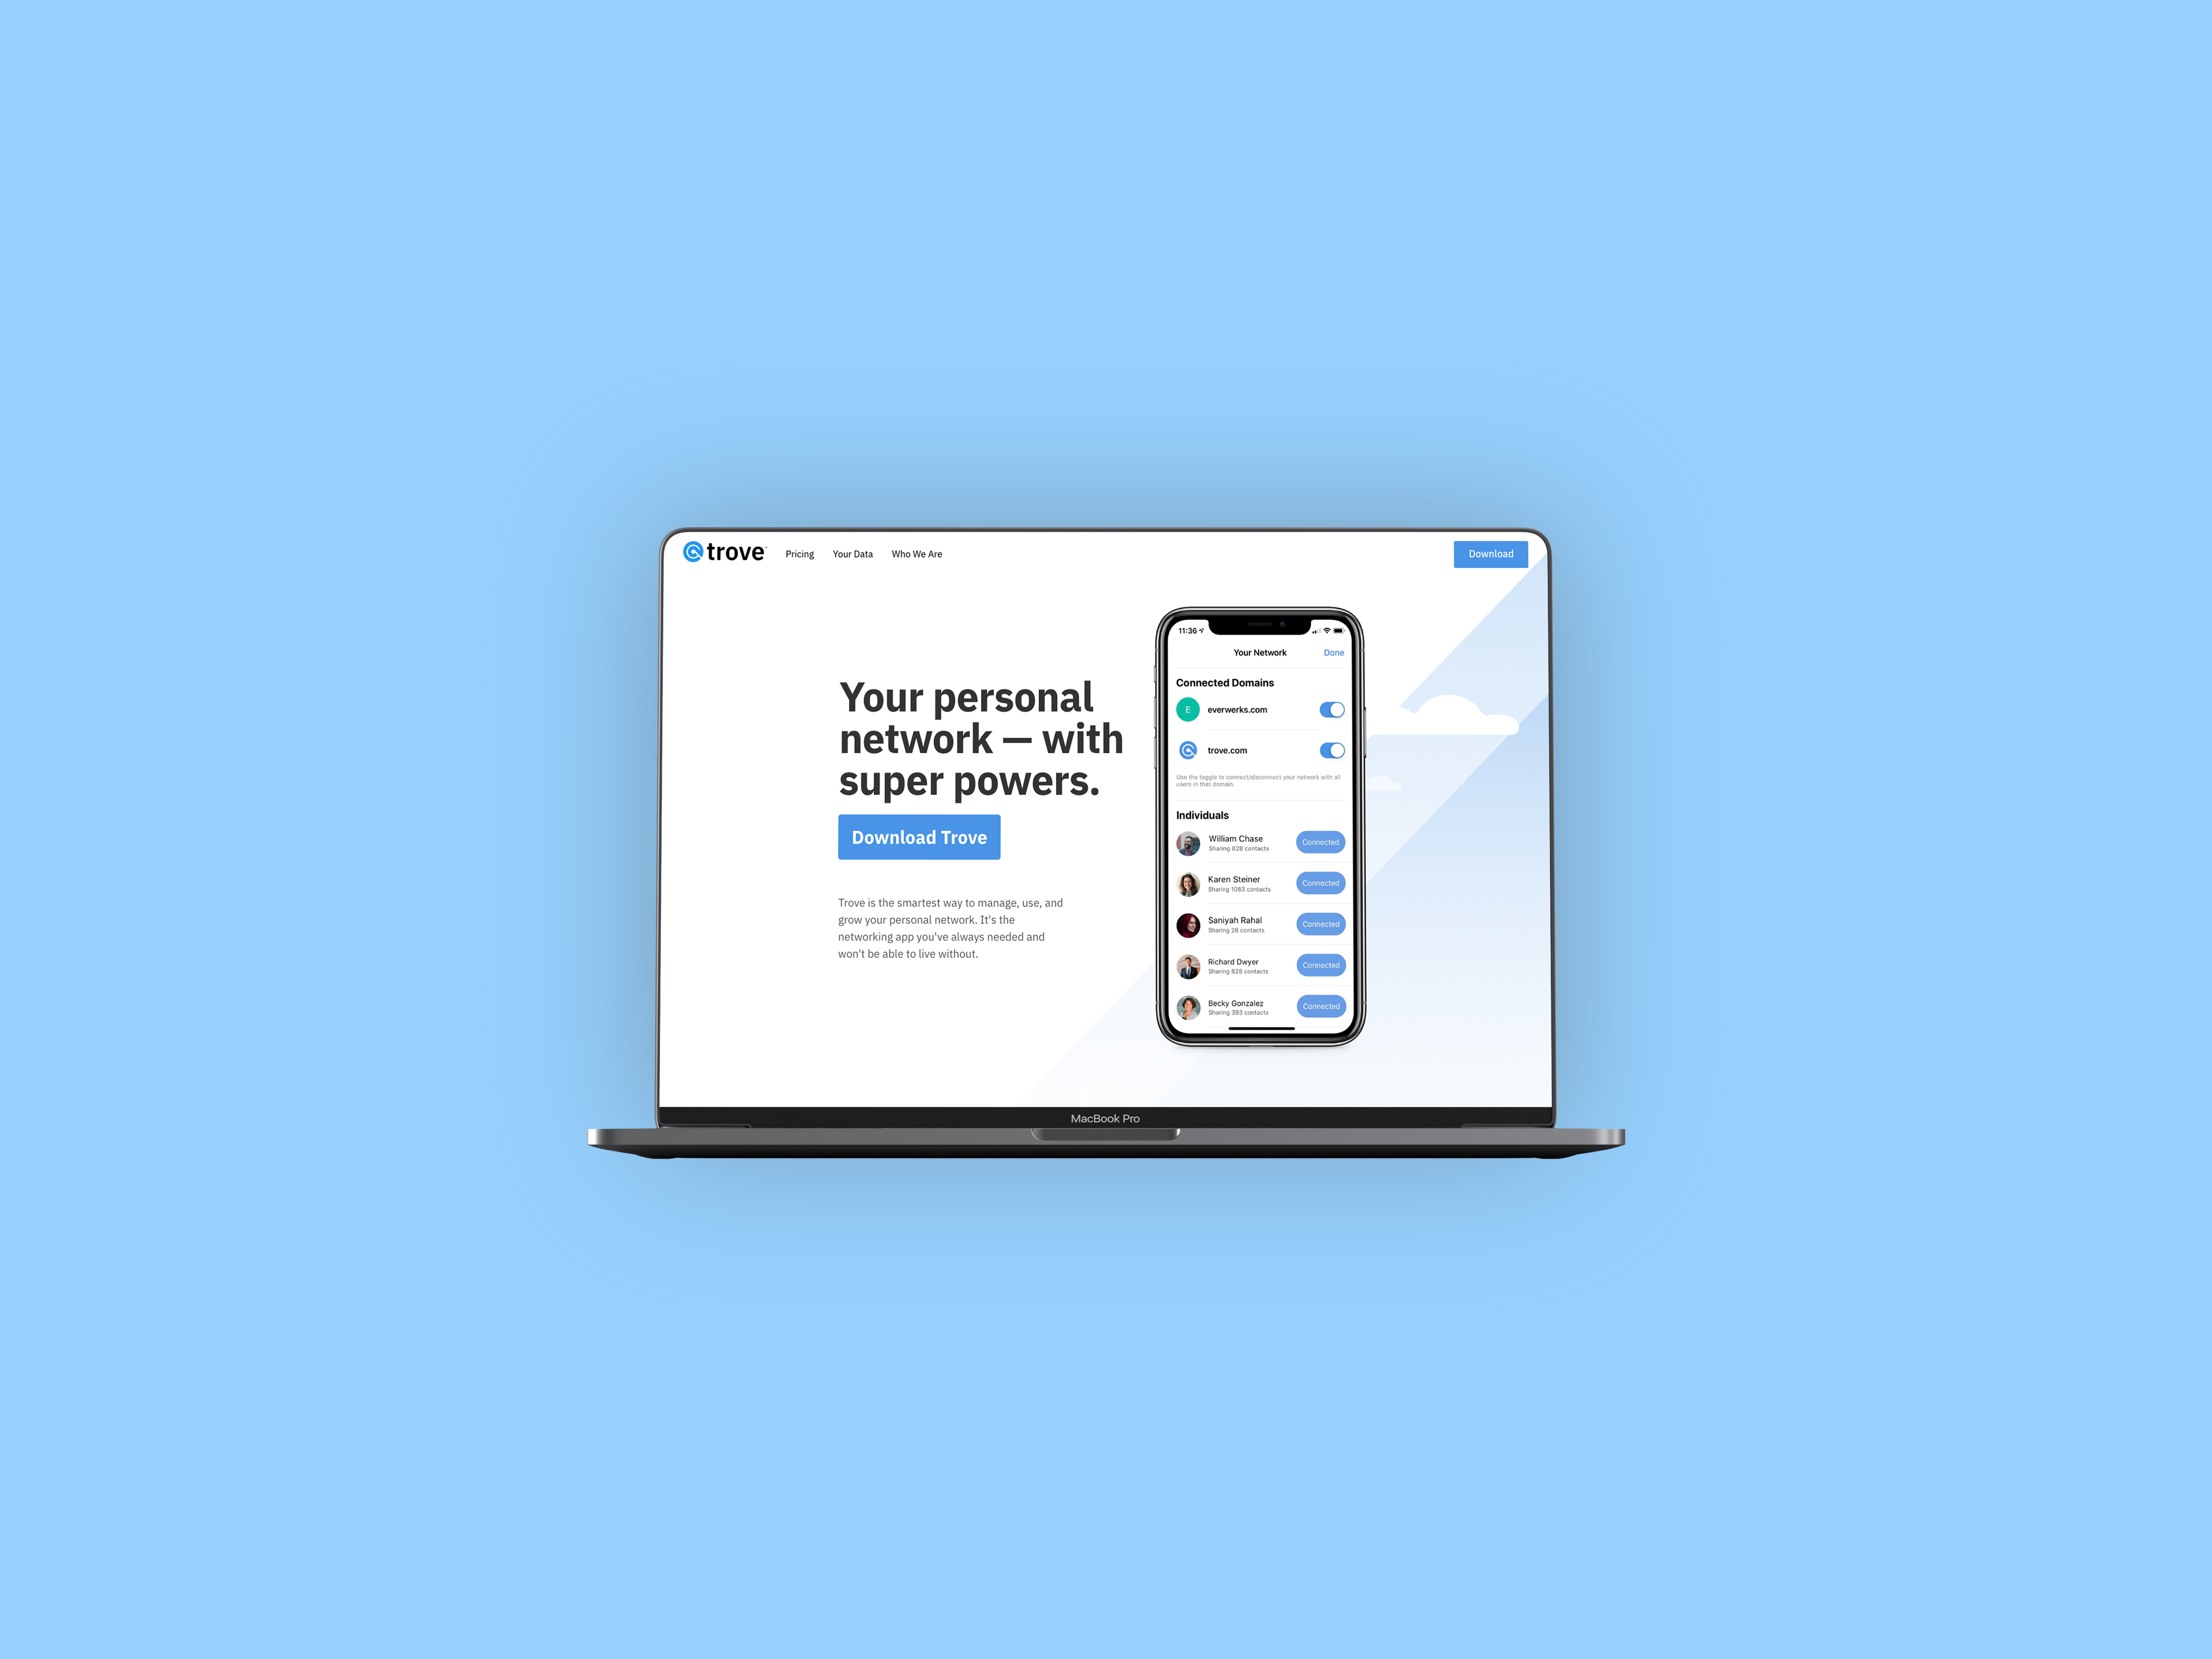 trove
Pricing
Your Data
Who We Are
Download
Your personal
network — with
super powers.
Download Trove
Trove is the smartest way to manage, use, and
grow your personal network. It's the
networking app you've always needed and
won't be able to live without.
11:36
Your Network
Done
Connected Domains
E
everwerks.com
trove.com
Use the toggle to connect/disconnect your network with all
users in that domain.
Individuals
William Chase
Sharing 828 contacts
Connected
Karen Steiner
Sharing 1083 contacts
Connected
Saniyah Rahal
Sharing 28 contacts
Connected
Richard Dwyer
Sharing 828 contacts
Connected
Becky Gonzalez
Sharing 393 contacts
Connected
MacBook Pro